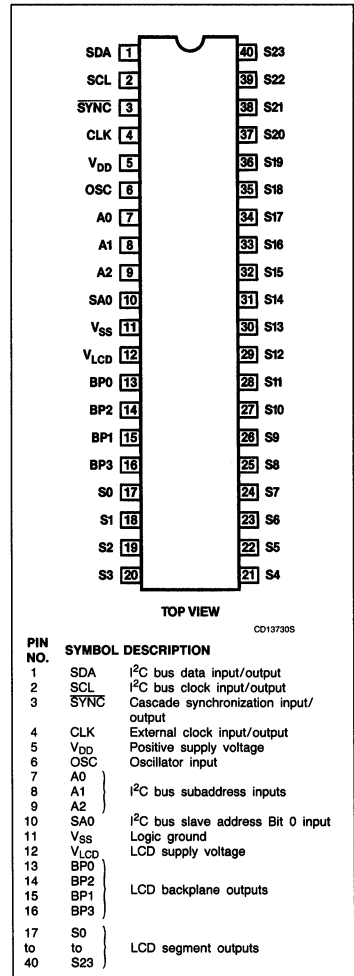 SDA 1 40 S23
SCL 2 39 S22
SYNC 3 38 S21
CLK 4 37 S20
VDD 5 36 S19
OSC 6 35 S18
A0 7 34 S17
A1 8 33 S16
A2 9 32 S15
SA0 10 31 S14
VSS 11 30 S13
VLCD 12 29 S12
BP0 13 28 S11
BP2 14 27 S10
BP1 15 26 S9
BP3 16 25 S8
S0 17 24 S7
S1 18 23 S6
S2 19 22 S5
S3 20 21 S4
TOP VIEW
CD13730S
PIN NO. SYMBOL DESCRIPTION
1 SDA I²C bus data input/output
2 SCL I²C bus clock input/output
3 SYNC Cascade synchronization input/
output
4 CLK External clock input/output
5 VDD Positive supply voltage
6 OSC Oscillator input
7 A0
8 A1 I²C bus subaddress inputs
9 A2
10 SA0 I²C bus slave address Bit 0 input
11 VSS Logic ground
12 VLCD LCD supply voltage
13 BP0
14 BP2
LCD backplane outputs
15 BP1
16 BP3
17 S0
to to LCD segment outputs
40 S23